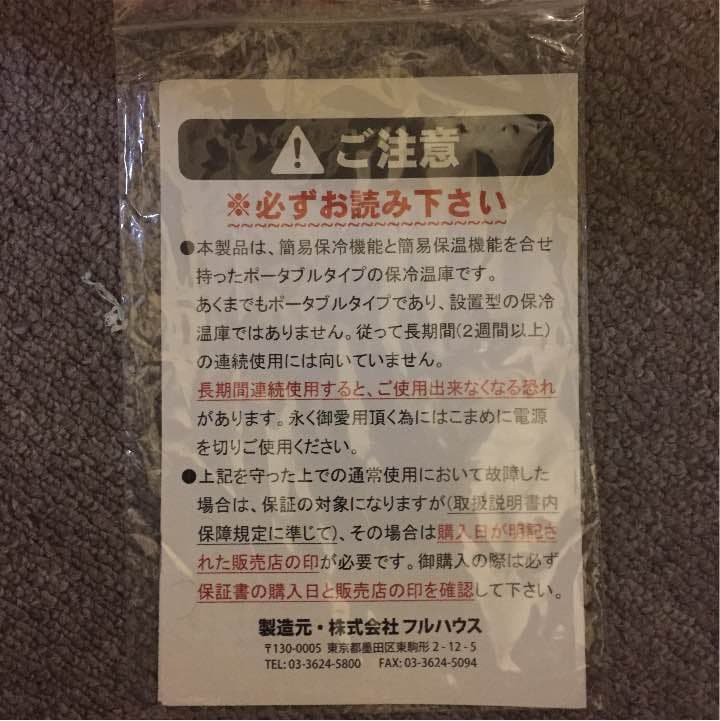 ご注意
※必ずお読み下さい
●本製品は、簡易保冷機能と簡易保温機能を合せ
持ったポータブルタイプの保冷温庫です。
あくまでもポータブルタイプであり、設置型の保冷
温庫ではありません。従って長期間(2週間以上)
の連続使用には向いていません。
長期間連続使用すると、ご使用出来なくなる恐れ
があります。永く御愛用頂く為にはこまめに電源
を切りご使用ください。
●上記を守った上での通常使用において故障した
場合は、保証の対象になりますが(取扱説明書内
保障規定に準じて)、その場合は購入日が明記さ
れた販売店の印が必要です。御購入の際は必ず
保証書の購入日と販売店の印を確認して下さい。
製造元・株式会社フルハウス
〒130-0005 東京都墨田区東駒形2-12-5
TEL: 03-3624-5800 FAX: 03-3624-5094